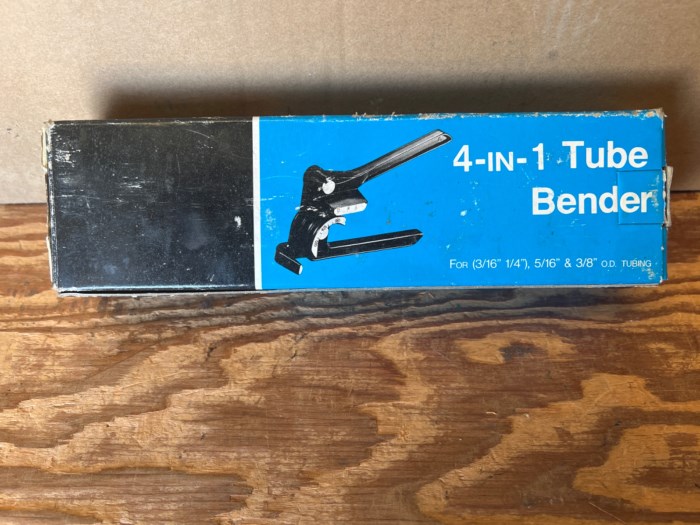 4-IN-1 Tube
Bender
FOR (3/16" 1/4"), 5/16" & 3/8" O.D. TUBING